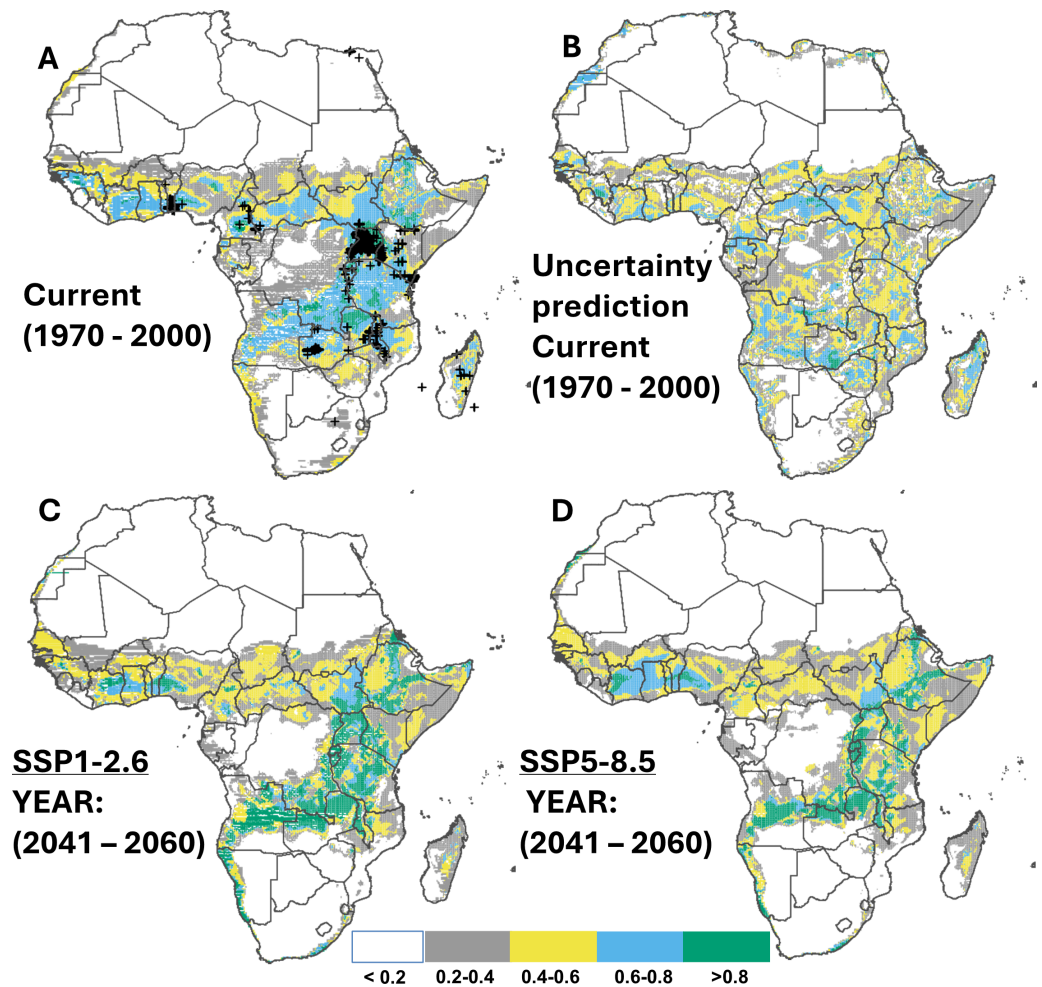 A
B
Current
(1970 - 2000)
Uncertainty
prediction
Current
(1970 - 2000)
C
D
SSP1-2.6
YEAR:
(2041 – 2060)
SSP5-8.5
YEAR:
(2041 – 2060)
< 0.2
0.2-0.4
0.4-0.6
0.6-0.8
>0.8